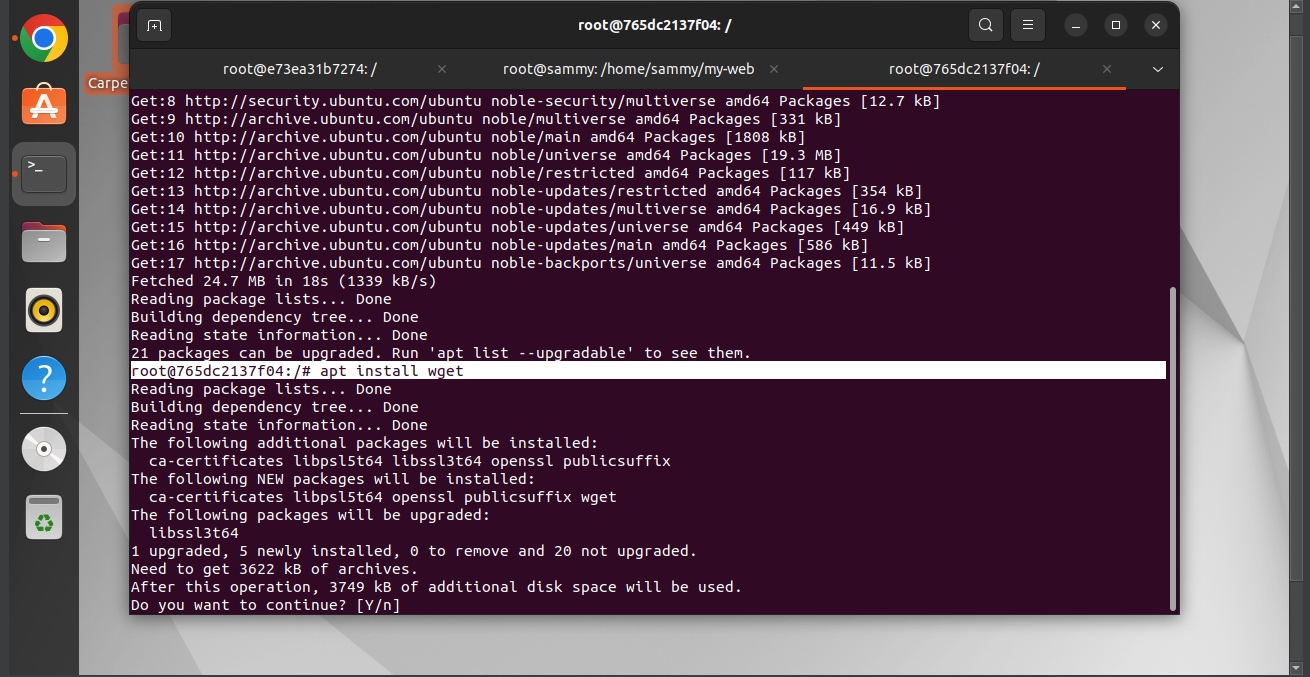 root@765dc2137f04: /
root@e73ea31b7274: /
root@sammy: /home/sammy/my-web
root@765dc2137f04: /
Carpe
Get:8 http://security.ubuntu.com/ubuntu noble-security/multiverse amd64 Packages [12.7 kB]
Get:9 http://archive.ubuntu.com/ubuntu noble/multiverse amd64 Packages [331 kB]
Get:10 http://archive.ubuntu.com/ubuntu noble/main amd64 Packages [1808 kB]
Get:11 http://archive.ubuntu.com/ubuntu noble/universe amd64 Packages [19.3 MB]
Get:12 http://archive.ubuntu.com/ubuntu noble/restricted amd64 Packages [117 kB]
Get:13 http://archive.ubuntu.com/ubuntu noble-updates/restricted amd64 Packages [354 kB]
Get:14 http://archive.ubuntu.com/ubuntu noble-updates/multiverse amd64 Packages [16.9 kB]
Get:15 http://archive.ubuntu.com/ubuntu noble-updates/universe amd64 Packages [449 kB]
Get:16 http://archive.ubuntu.com/ubuntu noble-updates/main amd64 Packages [586 kB]
Get:17 http://archive.ubuntu.com/ubuntu noble-backports/universe amd64 Packages [11.5 kB]
Fetched 24.7 MB in 18s (1339 kB/s)
Reading package lists... Done
Building dependency tree... Done
Reading state information... Done
21 packages can be upgraded. Run 'apt list --upgradable' to see them.
root@765dc2137f04:/# apt install wget
Reading package lists... Done
Building dependency tree... Done
Reading state information... Done
The following additional packages will be installed:
  ca-certificates libpsl5t64 libssl3t64 openssl publicsuffix
The following NEW packages will be installed:
  ca-certificates libpsl5t64 openssl publicsuffix wget
The following packages will be upgraded:
  libssl3t64
1 upgraded, 5 newly installed, 0 to remove and 20 not upgraded.
Need to get 3622 kB of archives.
After this operation, 3749 kB of additional disk space will be used.
Do you want to continue? [Y/n]